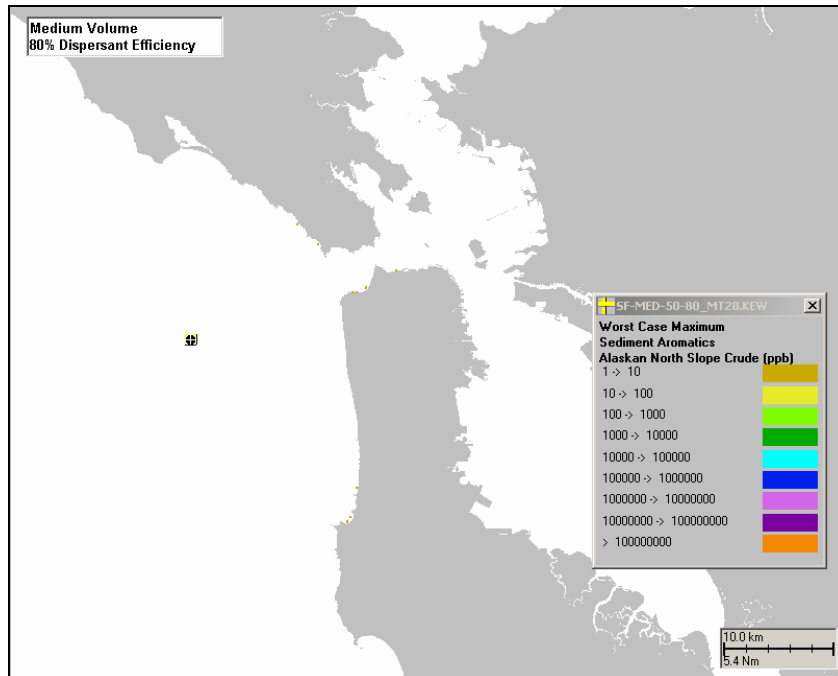 Medium Volume
80% Dispersant Efficiency
SF-MED-50-80_MT28.KEW
Worst Case Maximum
Sediment Aromatics
Alaskan North Slope Crude (ppb)
1 -> 10
10 -> 100
100 -> 1000
1000 -> 10000
10000 -> 100000
100000 -> 1000000
1000000 -> 10000000
10000000 -> 100000000
> 100000000
10.0 km
5.4 Nm